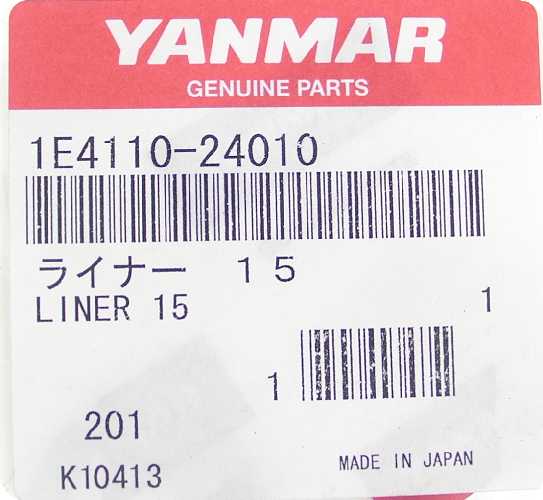 YANMAR
GENUINE PARTS
1E4110-24010
ライナー １５
LINER 15
1
1
201
K10413
MADE IN JAPAN